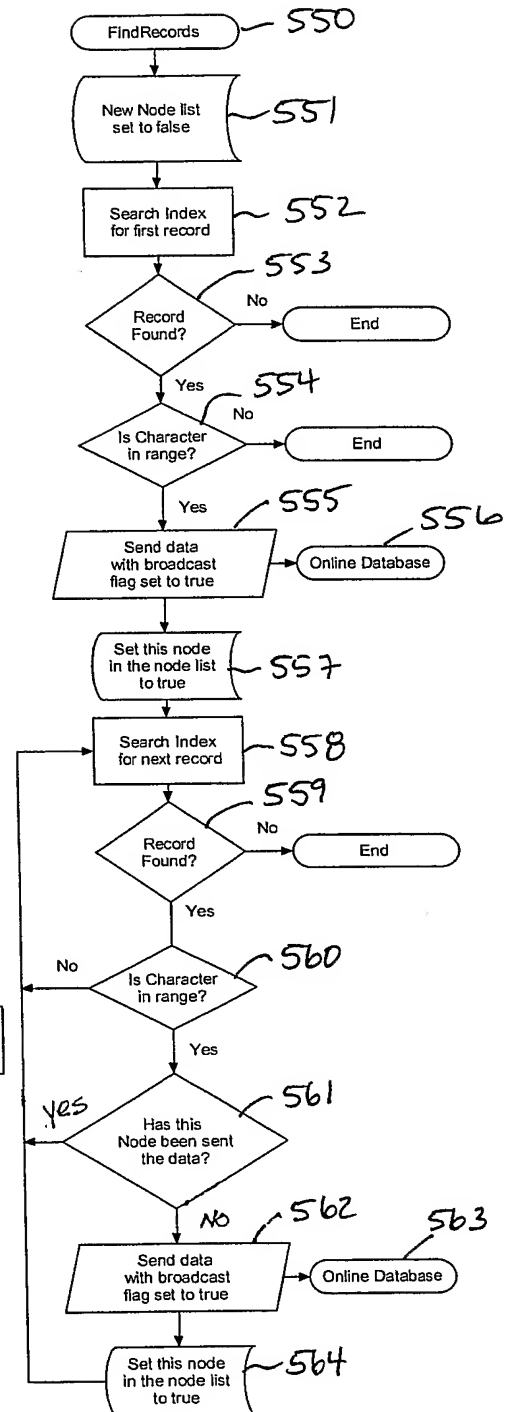 FindRecords
550
New Node list
set to false
551
Search Index
for first record
552
553
Record
Found?
No
End
Yes
554
Is Character
in range?
No
End
Yes
555
Send data
with broadcast
flag set to true
556
Online Database
Set this node
in the node list
to true
557
Search Index
for next record
558
559
Record
Found?
No
End
Yes
560
Is Character
in range?
No
Yes
561
Has this
Node been sent
the data?
yes
NO
562
Send data
with broadcast
flag set to true
563
Online Database
Set this node
in the node list
to true
564